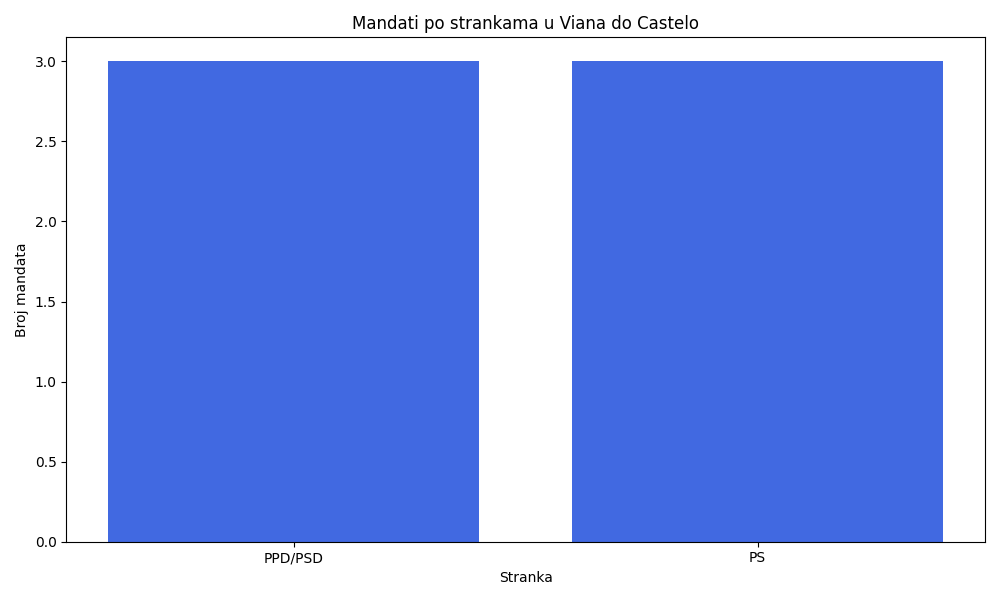 Mandati po strankama u Viana do Castelo
Broj mandata
3.0
2.5
2.0
1.5
1.0
0.5
0.0
PPD/PSD
PS
Stranka